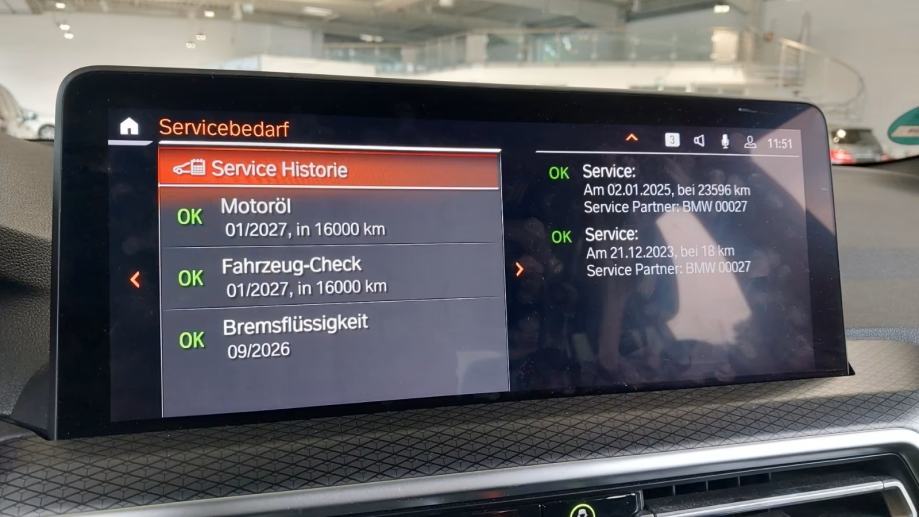 Servicebedarf
3
11:51
Service Historie
OK Motoröl
01/2027, in 16000 km
OK Fahrzeug-Check
01/2027, in 16000 km
OK Bremsflüssigkeit
09/2026
OK Service:
Am 02.01.2025, bei 23596 km
Service Partner: BMW 00027
OK Service:
Am 21.12.2023, bei 18 km
Service Partner: BMW 00027